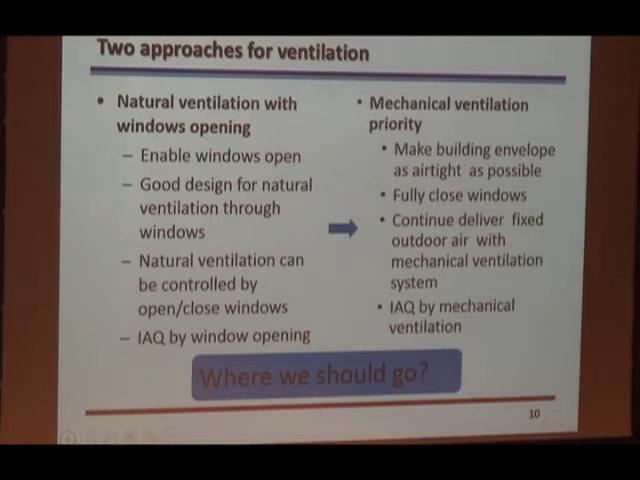 Two approaches for ventilation
• Natural ventilation with
windows opening
– Enable windows open
– Good design for natural
ventilation through
windows
– Natural ventilation can
be controlled by
open/close windows
– IAQ by window opening
• Mechanical ventilation
priority
• Make building envelope
as airtight as possible
• Fully close windows
• Continue deliver fixed
outdoor air with
mechanical ventilation
system
• IAQ by mechanical
ventilation
Where we should go?
10